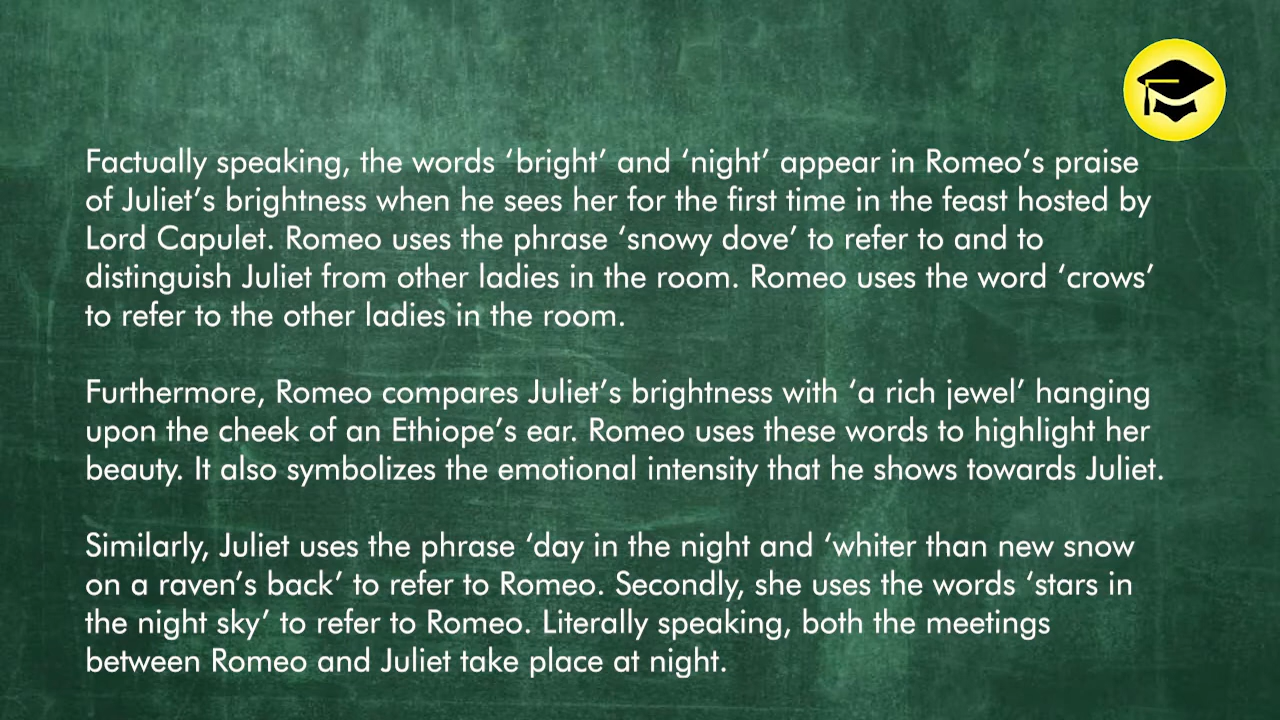 Factually speaking, the words ‘bright’ and ‘night’ appear in Romeo’s praise
of Juliet’s brightness when he sees her for the first time in the feast hosted by
Lord Capulet. Romeo uses the phrase ‘snowy dove’ to refer to and to
distinguish Juliet from other ladies in the room. Romeo uses the word ‘crows’
to refer to the other ladies in the room.
Furthermore, Romeo compares Juliet’s brightness with ‘a rich jewel’ hanging
upon the cheek of an Ethiope’s ear. Romeo uses these words to highlight her
beauty. It also symbolizes the emotional intensity that he shows towards Juliet.
Similarly, Juliet uses the phrase ‘day in the night and ‘whiter than new snow
on a raven’s back’ to refer to Romeo. Secondly, she uses the words ‘stars in
the night sky’ to refer to Romeo. Literally speaking, both the meetings
between Romeo and Juliet take place at night.